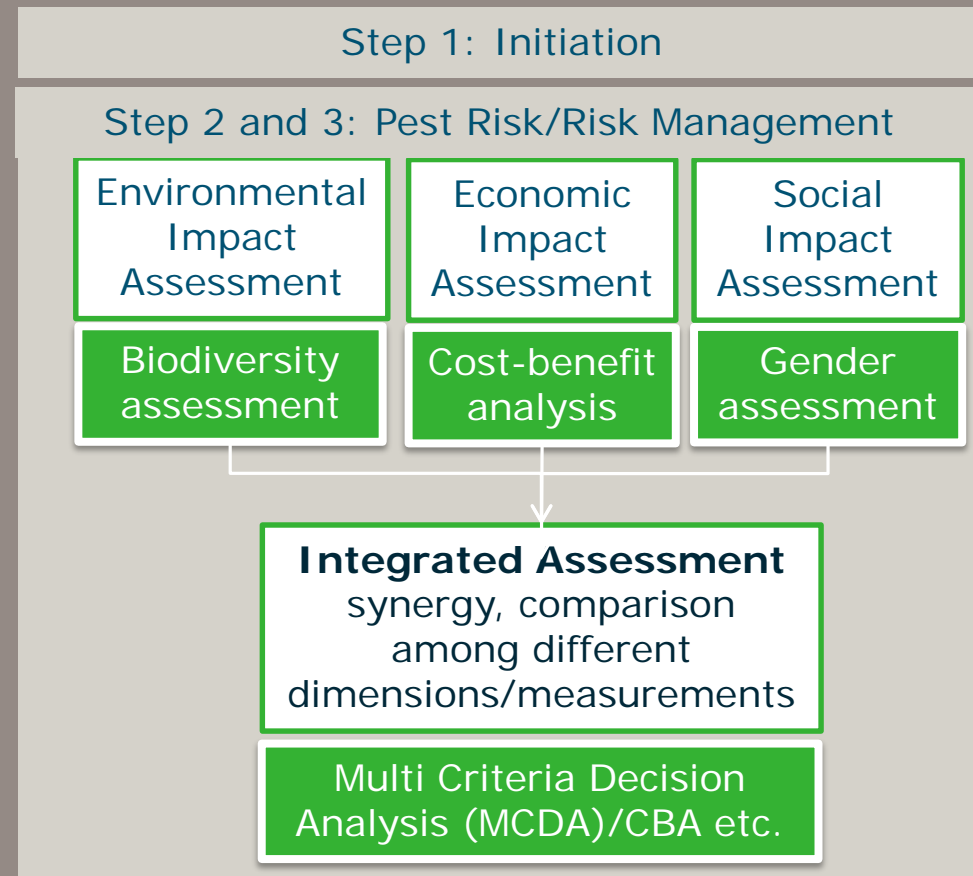 Step 1: Initiation
Step 2 and 3: Pest Risk/Risk Management
Environmental
Impact
Assessment
Economic
Impact
Assessment
Social
Impact
Assessment
Biodiversity
assessment
Cost-benefit
analysis
Gender
assessment
Integrated Assessment
synergy, comparison
among different
dimensions/measurements
Multi Criteria Decision
Analysis (MCDA)/CBA etc.